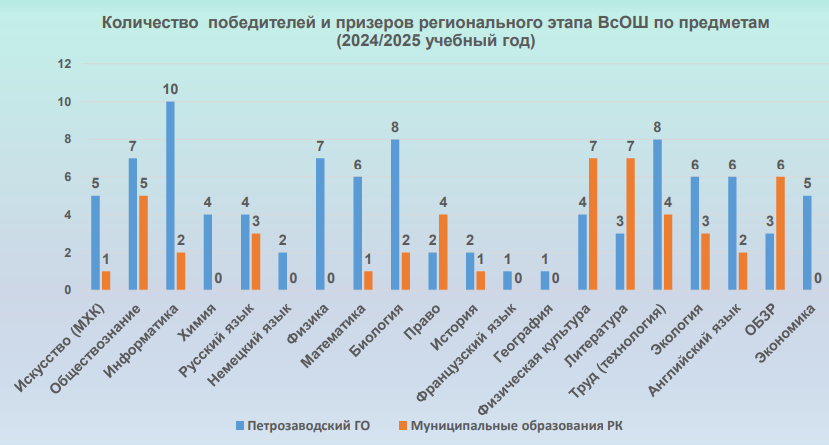 Количество победителей и призеров регионального этапа ВсОШ по предметам
(2024/2025 учебный год)
12
10
8
6
4
2
0
5 1
7 5
10 2
4 0
4 3
2 0
7 0
6 1
8 2
2 4
2 1
1 0
1 0
4 7
3 7
8 4
6 3
6 2
3 6
5 0
Искусство (МХК)
Обществознание
Информатика
Химия
Русский язык
Немецкий язык
Физика
Математика
Биология
Право
История
Французский язык
География
Физическая культура
Литература
Труд (технология)
Экология
Английский язык
ОБЗР
Экономика
Петрозаводский ГО
Муниципальные образования РК